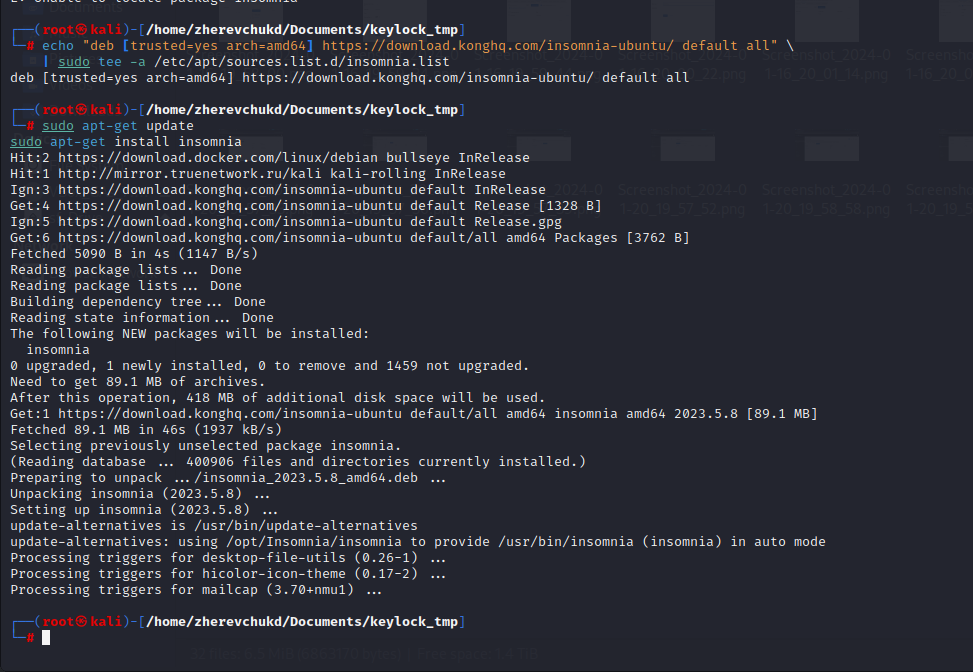 E: Unable to locate package insomnia
┌──(root㉿kali)-[/home/zherevchukd/Documents/keylock_tmp]
└─# echo "deb [trusted=yes arch=amd64] https://download.konghq.com/insomnia-ubuntu/ default all" \
    | sudo tee -a /etc/apt/sources.list.d/insomnia.list
deb [trusted=yes arch=amd64] https://download.konghq.com/insomnia-ubuntu/ default all
┌──(root㉿kali)-[/home/zherevchukd/Documents/keylock_tmp]
└─# sudo apt-get update
sudo apt-get install insomnia
Hit:2 https://download.docker.com/linux/debian bullseye InRelease
Hit:1 http://mirror.truenetwork.ru/kali kali-rolling InRelease
Ign:3 https://download.konghq.com/insomnia-ubuntu default InRelease
Get:4 https://download.konghq.com/insomnia-ubuntu default Release [1328 B]
Ign:5 https://download.konghq.com/insomnia-ubuntu default Release.gpg
Get:6 https://download.konghq.com/insomnia-ubuntu default/all amd64 Packages [3762 B]
Fetched 5090 B in 4s (1147 B/s)
Reading package lists... Done
Reading package lists... Done
Building dependency tree... Done
Reading state information... Done
The following NEW packages will be installed:
  insomnia
0 upgraded, 1 newly installed, 0 to remove and 1459 not upgraded.
Need to get 89.1 MB of archives.
After this operation, 418 MB of additional disk space will be used.
Get:1 https://download.konghq.com/insomnia-ubuntu default/all amd64 insomnia amd64 2023.5.8 [89.1 MB]
Fetched 89.1 MB in 46s (1937 kB/s)
Selecting previously unselected package insomnia.
(Reading database ... 400906 files and directories currently installed.)
Preparing to unpack .../insomnia_2023.5.8_amd64.deb ...
Unpacking insomnia (2023.5.8) ...
Setting up insomnia (2023.5.8) ...
update-alternatives is /usr/bin/update-alternatives
update-alternatives: using /opt/Insomnia/insomnia to provide /usr/bin/insomnia (insomnia) in auto mode
Processing triggers for desktop-file-utils (0.26-1) ...
Processing triggers for hicolor-icon-theme (0.17-2) ...
Processing triggers for mailcap (3.70+nmu1) ...
┌──(root㉿kali)-[/home/zherevchukd/Documents/keylock_tmp]
└─#